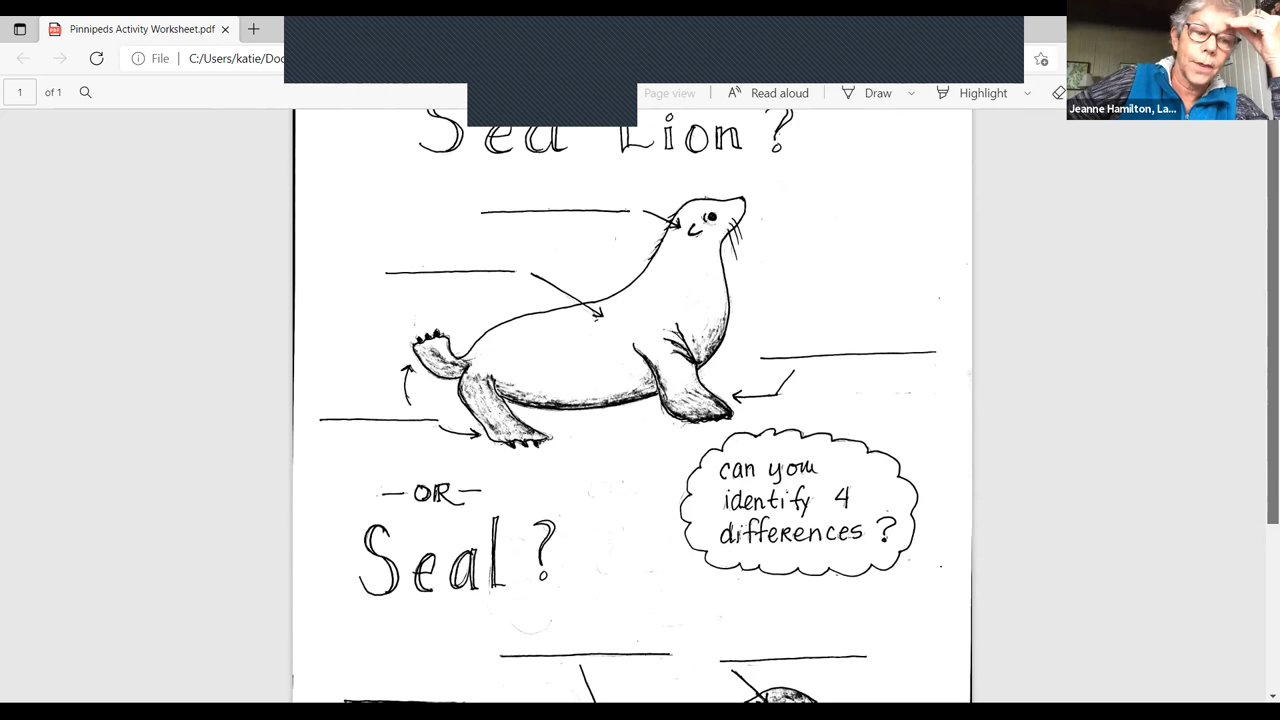 Pinnipeds Activity Worksheet.pdf
File C:/Users/katie/Doc
1 of 1 Page view Read aloud Draw Highlight
Jeanne Hamilton, La...
Sea Lion?
can you
identify 4
differences?
-OR-
Seal?